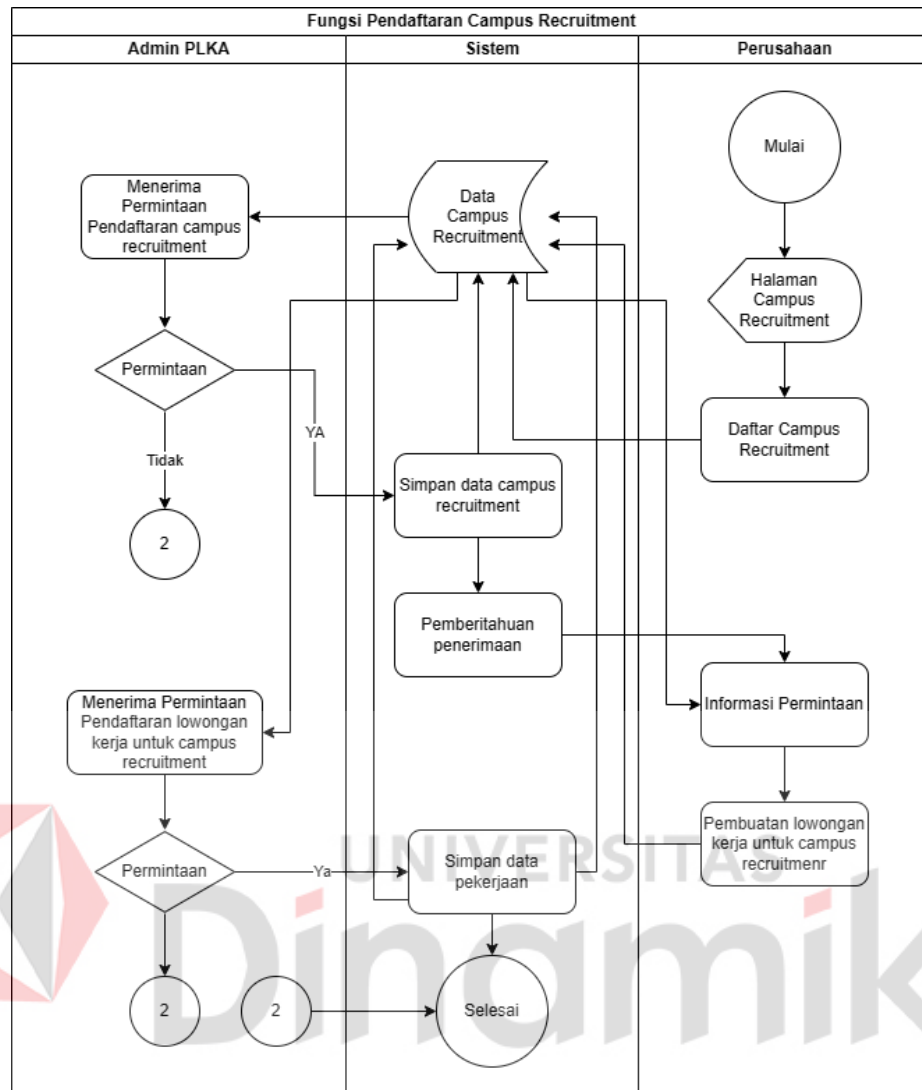 Fungsi Pendaftaran Campus Recruitment
Admin PLKA
Sistem
Perusahaan
Mulai
Menerima
Permintaan
Pendaftaran campus
recruitment
Data
Campus
Recruitment
Halaman
Campus
Recruitment
Permintaan
YA
Tidak
2
Daftar Campus
Recruitment
Simpan data campus
recruitment
Pemberitahuan
penerimaan
Informasi Permintaan
Menerima Permintaan
Pendaftaran lowongan
kerja untuk campus
recruitment
Permintaan
Ya
Simpan data
pekerjaan
Pembuatan lowongan
kerja untuk campus
recruitmenr
2
2
Selesai
UNIVERSITAS
Dinamik